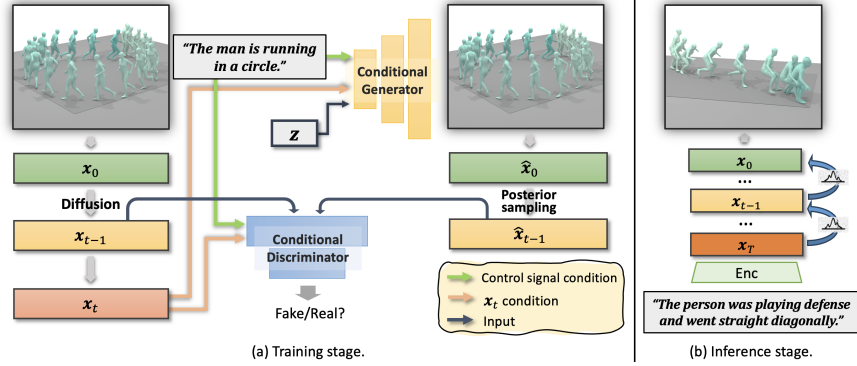 “The man is running
in a circle.”
Conditional
Generator
z
x₀
x̂₀
Diffusion
Posterior
sampling
xₜ₋₁
x̂ₜ₋₁
Conditional
Discriminator
xₜ
Fake/Real?
Control signal condition
xₜ condition
Input
(a) Training stage.
x₀
...
xₜ₋₁
...
x_T
Enc
“The person was playing defense
and went straight diagonally.”
(b) Inference stage.